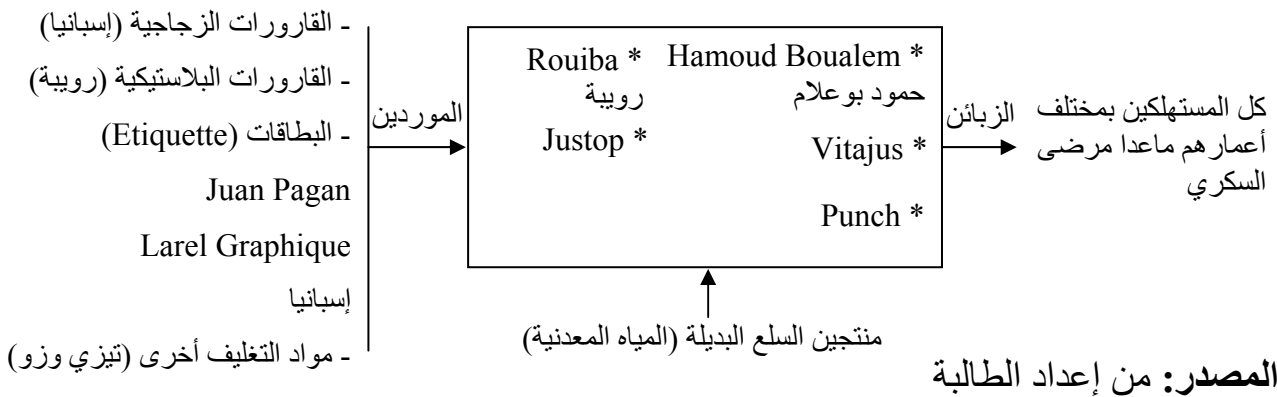 - القارورات الزجاجية (إسبانيا)
- القارورات البلاستيكية (رويبة)
- البطاقات (Etiquette)
Juan Pagan
Larel Graphique
إسبانيا
- مواد التغليف أخرى (تيزي وزو)
الموردين
* Hamoud Boualem
حمود بوعلام
* Vitajus
* Punch
* Rouiba
رويبة
* Justop
الزبائن
كل المستهلكين بمختلف
أعمارهم ماعدا مرضى
السكري
منتجين السلع البديلة (المياه المعدنية)
المصدر: من إعداد الطالبة